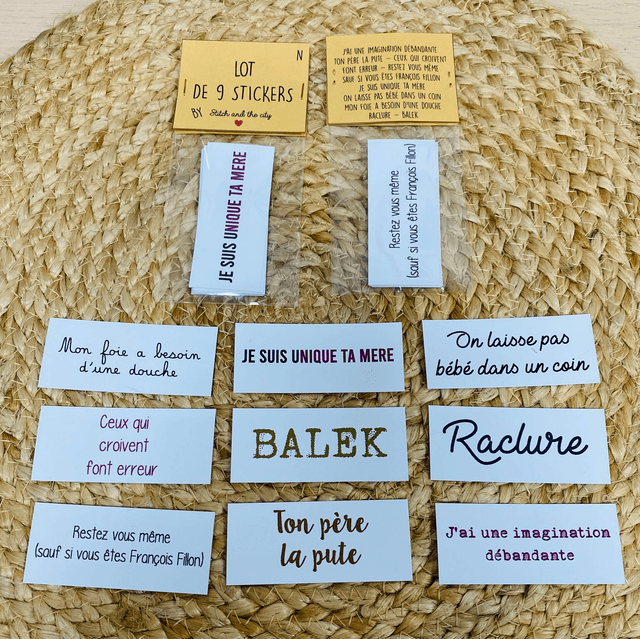 N
LOT
DE 9 STICKERS
BY Stitch and the city
J'AI UNE IMAGINATION DÉBANDANTE
TON PÈRE LA PUTE - CEUX QUI CROIVENT
FONT ERREUR - RESTEZ VOUS MÊME
SAUF SI VOUS ÊTES FRANÇOIS FILLON
JE SUIS UNIQUE TA MERE
ON LAISSE PAS BÉBÉ DANS UN COIN
MON FOIE A BESOIN D'UNE DOUCHE
RACLURE - BALEK
JE SUIS UNIQUE TA MERE
Restez vous même
(sauf si vous êtes François Fillon)
Mon foie a besoin
d'une douche
JE SUIS UNIQUE TA MERE
On laisse pas
bébé dans un coin
Ceux qui
croivent
font erreur
BALEK
Raclure
Restez vous même
(sauf si vous êtes François Fillon)
Ton père
la pute
J'ai une imagination
débandante